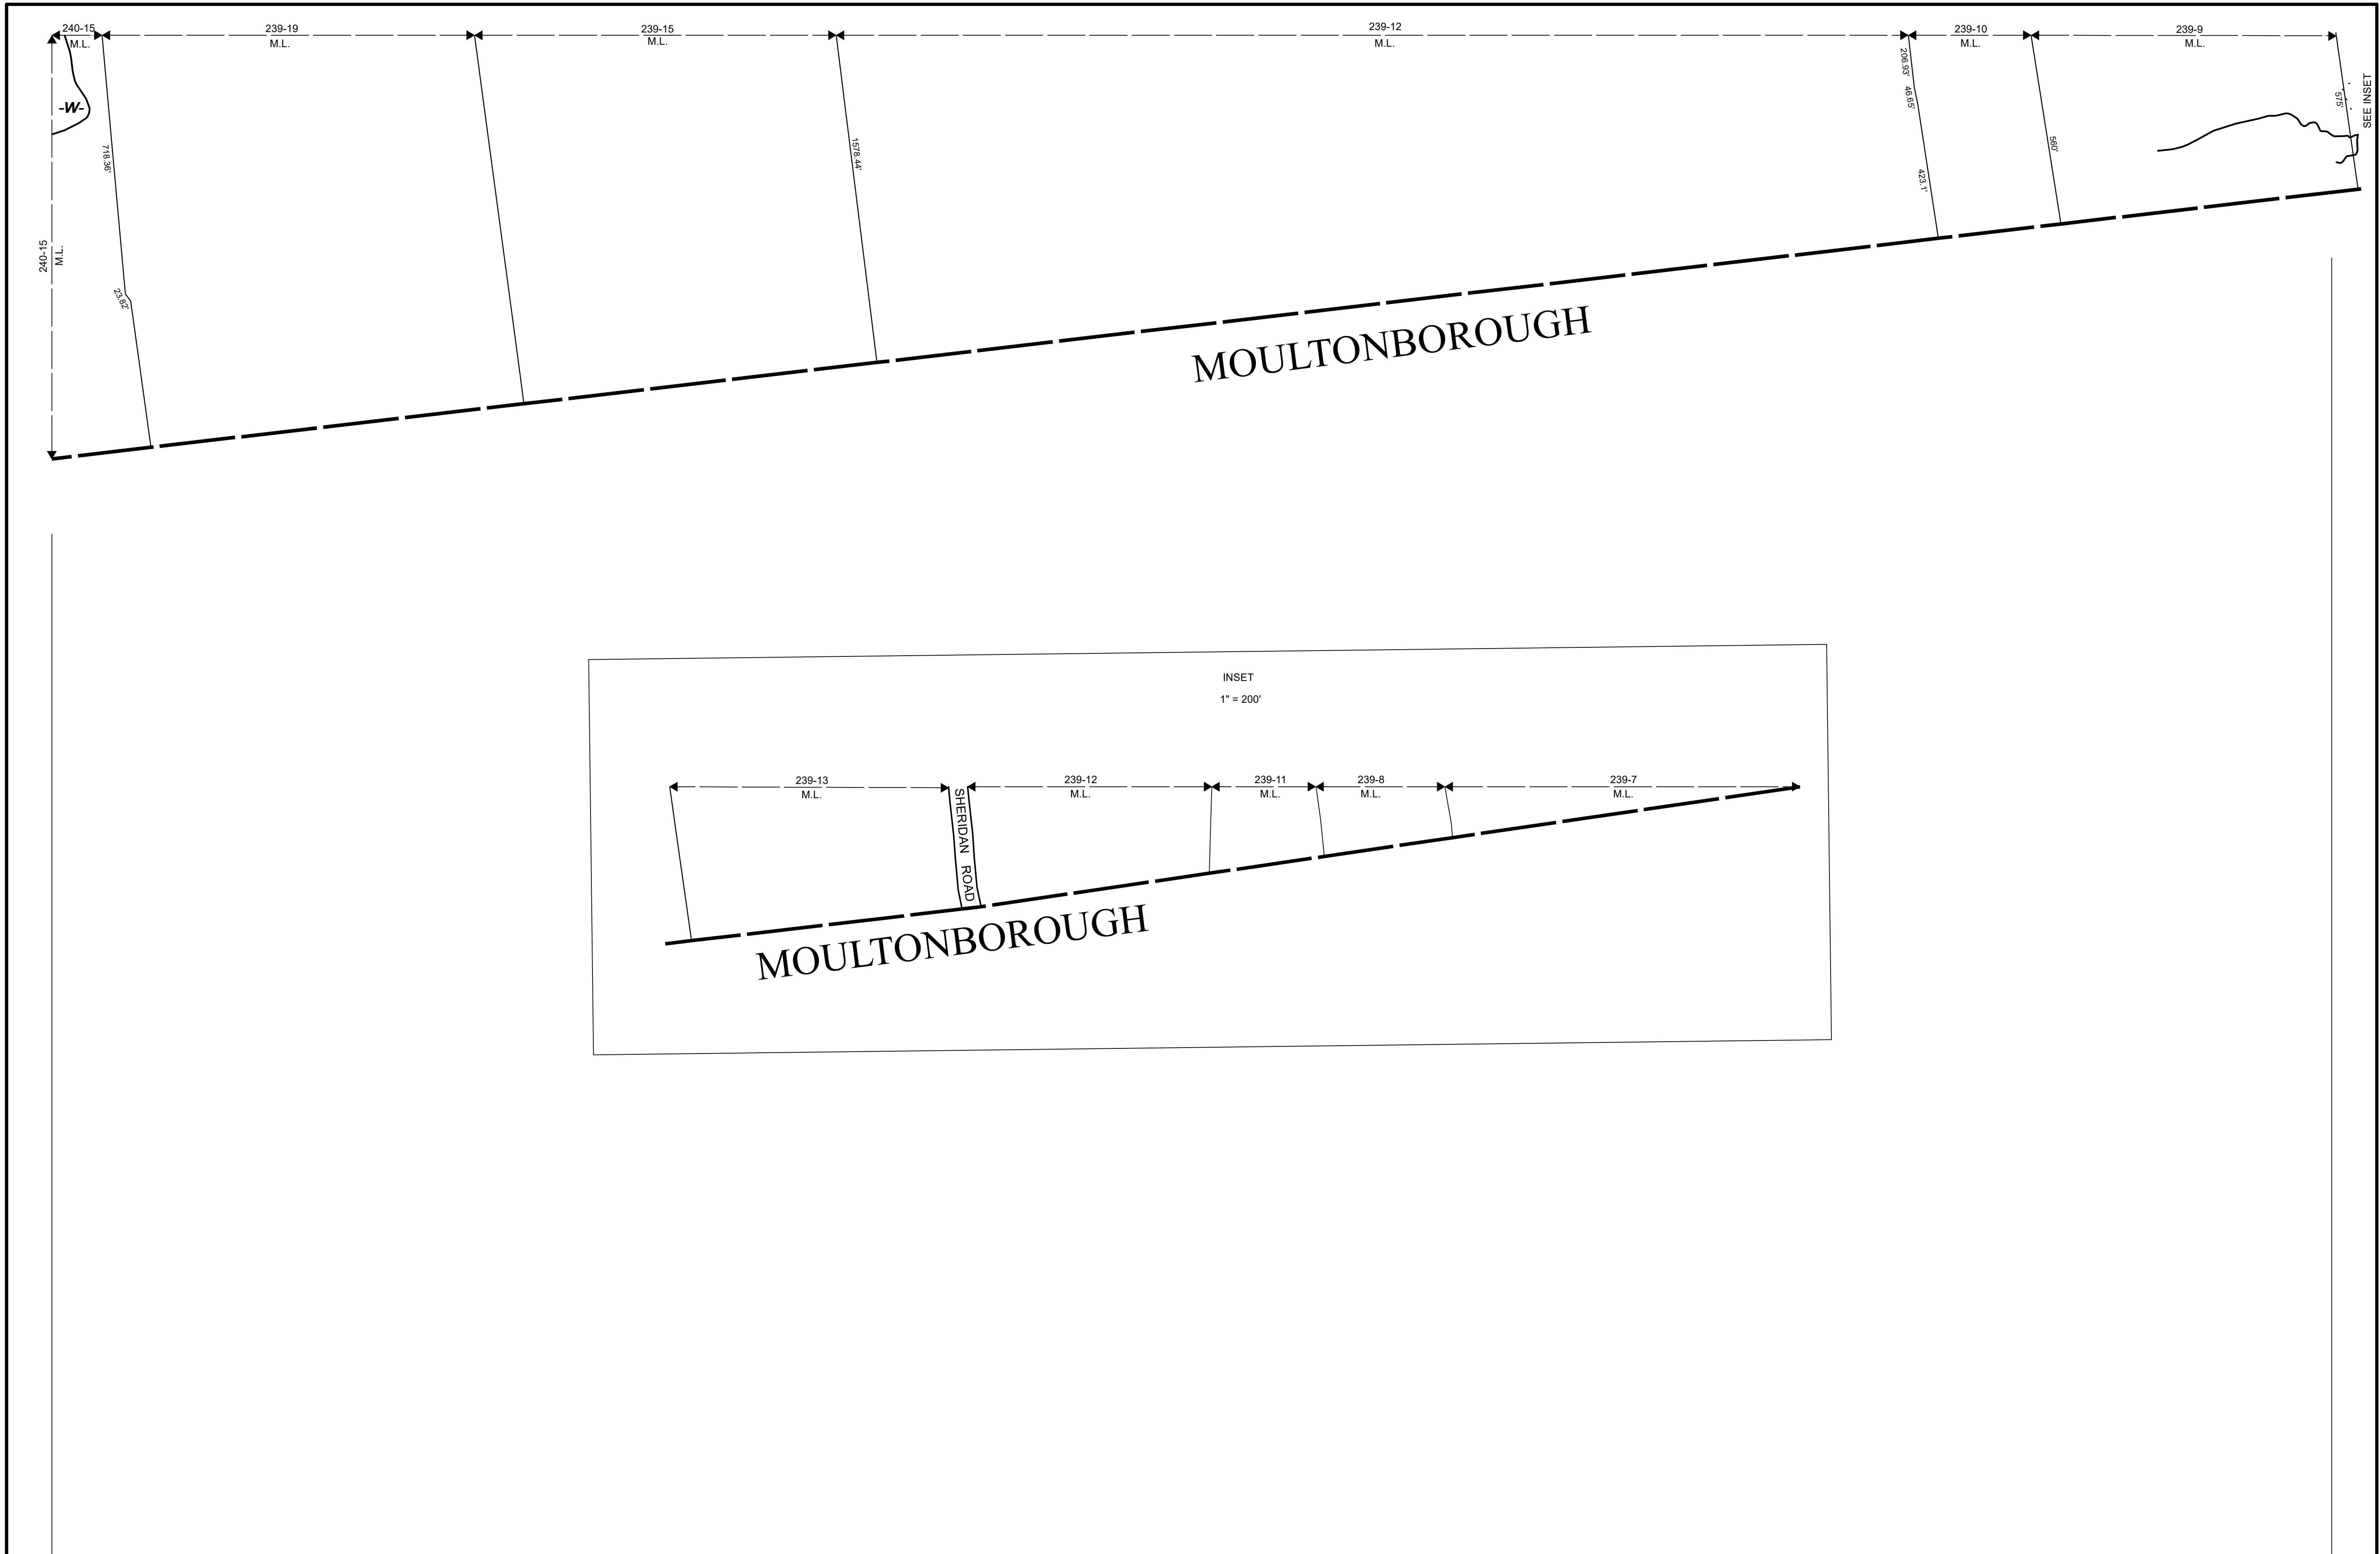 240-15
M.L.
239-19
M.L.
239-15
M.L.
239-12
M.L.
239-10
M.L.
239-9
M.L.
-W-
718.36'
23.82'
1578.44'
206.93'
46.65'
423.1'
560'
575'
SEE INSET
240-15
M.L.
MOULTONBOROUGH
INSET
1" = 200'
239-13
M.L.
SHERIDAN ROAD
239-12
M.L.
239-11
M.L.
239-8
M.L.
239-7
M.L.
MOULTONBOROUGH